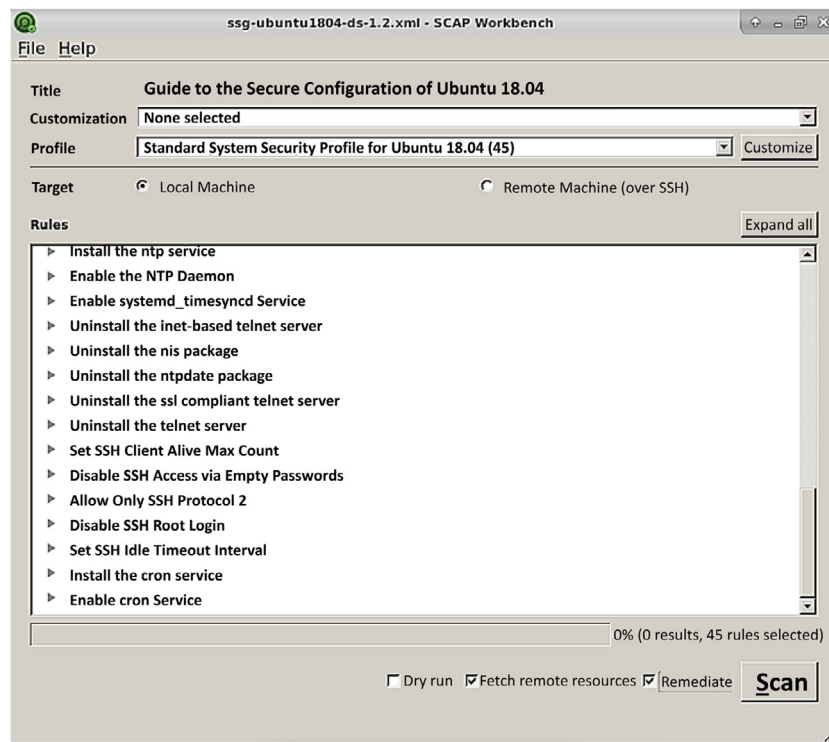 ssg-ubuntu1804-ds-1.2.xml - SCAP Workbench
File Help
Title Guide to the Secure Configuration of Ubuntu 18.04
Customization None selected
Profile Standard System Security Profile for Ubuntu 18.04 (45) Customize
Target Local Machine Remote Machine (over SSH)
Rules Expand all
Install the ntp service
Enable the NTP Daemon
Enable systemd_timesyncd Service
Uninstall the inet-based telnet server
Uninstall the nis package
Uninstall the ntpdate package
Uninstall the ssl compliant telnet server
Uninstall the telnet server
Set SSH Client Alive Max Count
Disable SSH Access via Empty Passwords
Allow Only SSH Protocol 2
Disable SSH Root Login
Set SSH Idle Timeout Interval
Install the cron service
Enable cron Service
0% (0 results, 45 rules selected)
Dry run Fetch remote resources Remediate Scan